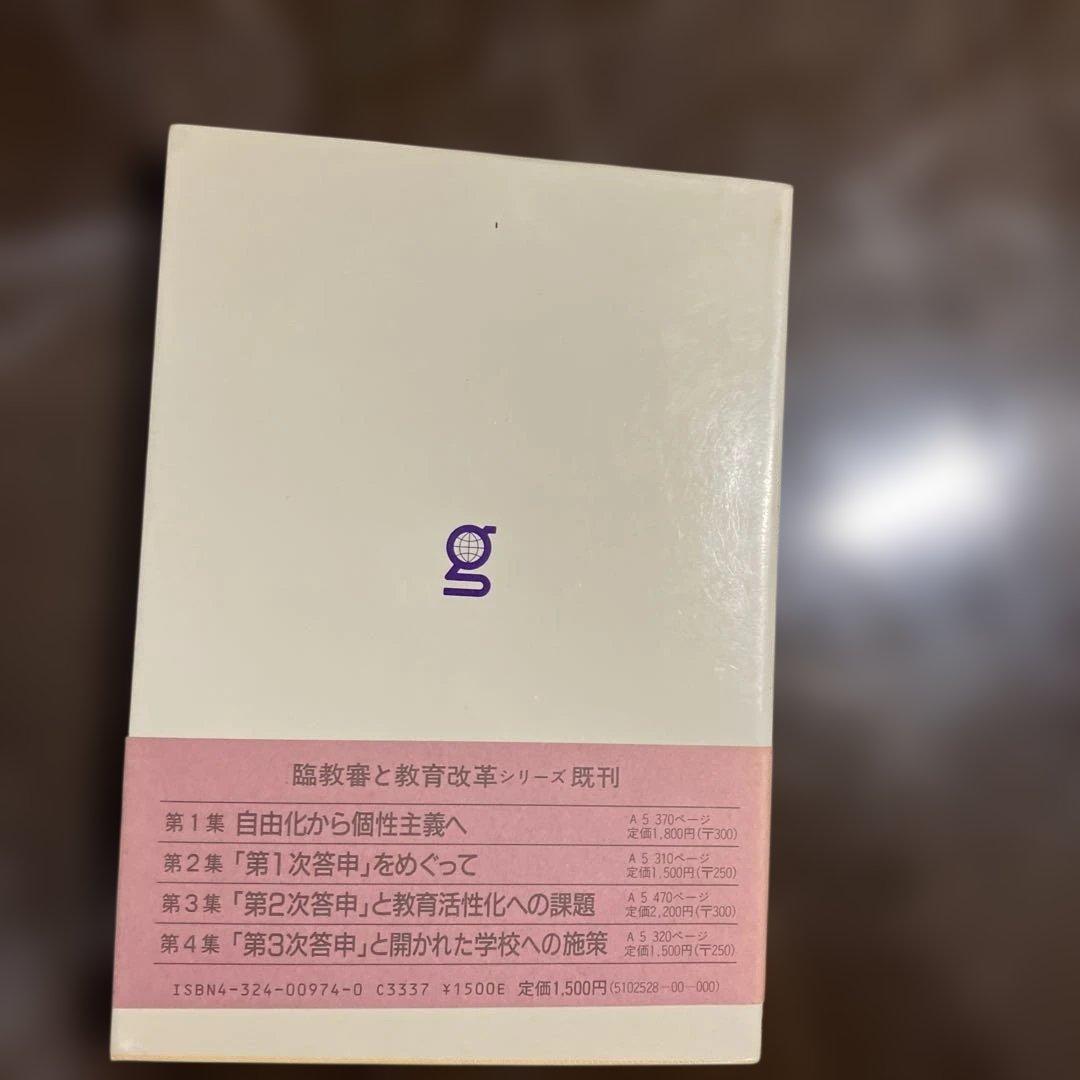 g
臨教審と教育改革シリーズ 既刊
第1集 自由化から個性主義へ A5 370ページ
定価1,800円(〒300)
第2集 「第1次答申」をめぐって A5 310ページ
定価1,500円(〒250)
第3集 「第2次答申」と教育活性化への課題 A5 470ページ
定価2,200円(〒300)
第4集 「第3次答申」と開かれた学校への施策 A5 320ページ
定価1,500円(〒250)
ISBN4-324-00974-0 C3337 ¥1500E 定価1,500円(5102528-00-000)